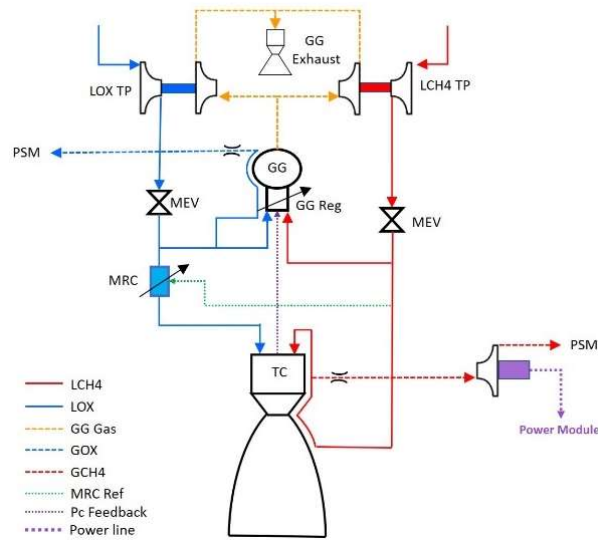 GG
Exhaust
LOX TP
LCH4 TP
PSM
GG
MEV
GG Reg
MEV
MRC
PSM
TC
Power Module
LCH4
LOX
GG Gas
GOX
GCH4
MRC Ref
Pc Feedback
Power line